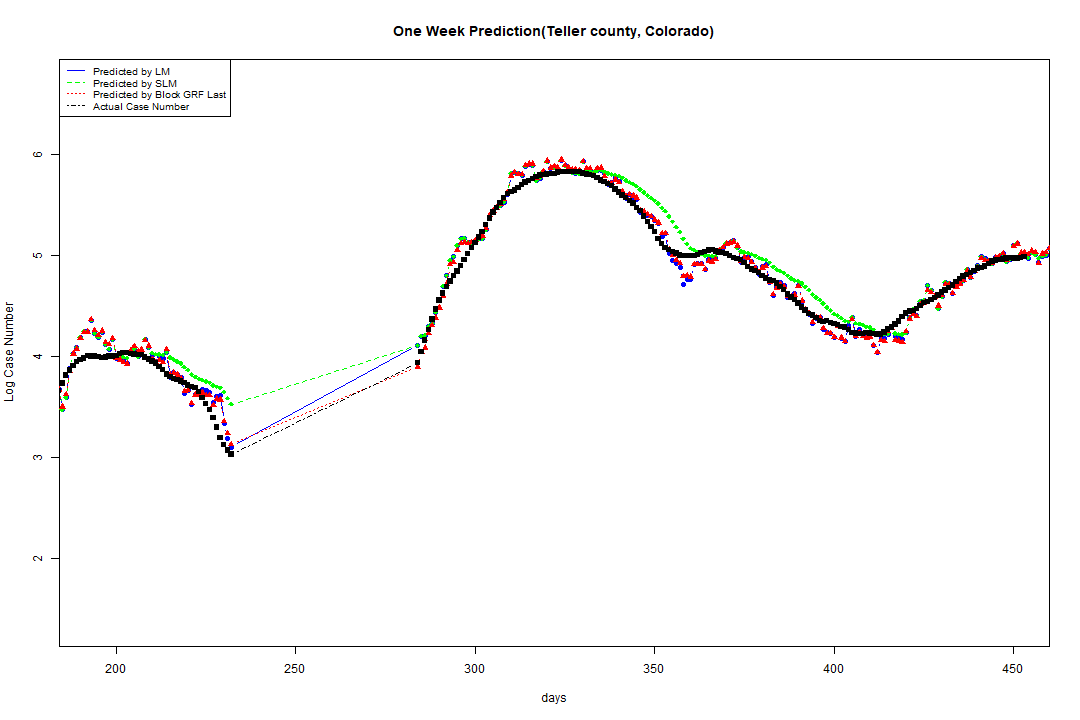 One Week Prediction(Teller county, Colorado)
Predicted by LM
Predicted by SLM
Predicted by Block GRF Last
Actual Case Number
6
5
4
3
2
Log Case Number
200 250 300 350 400 450
days